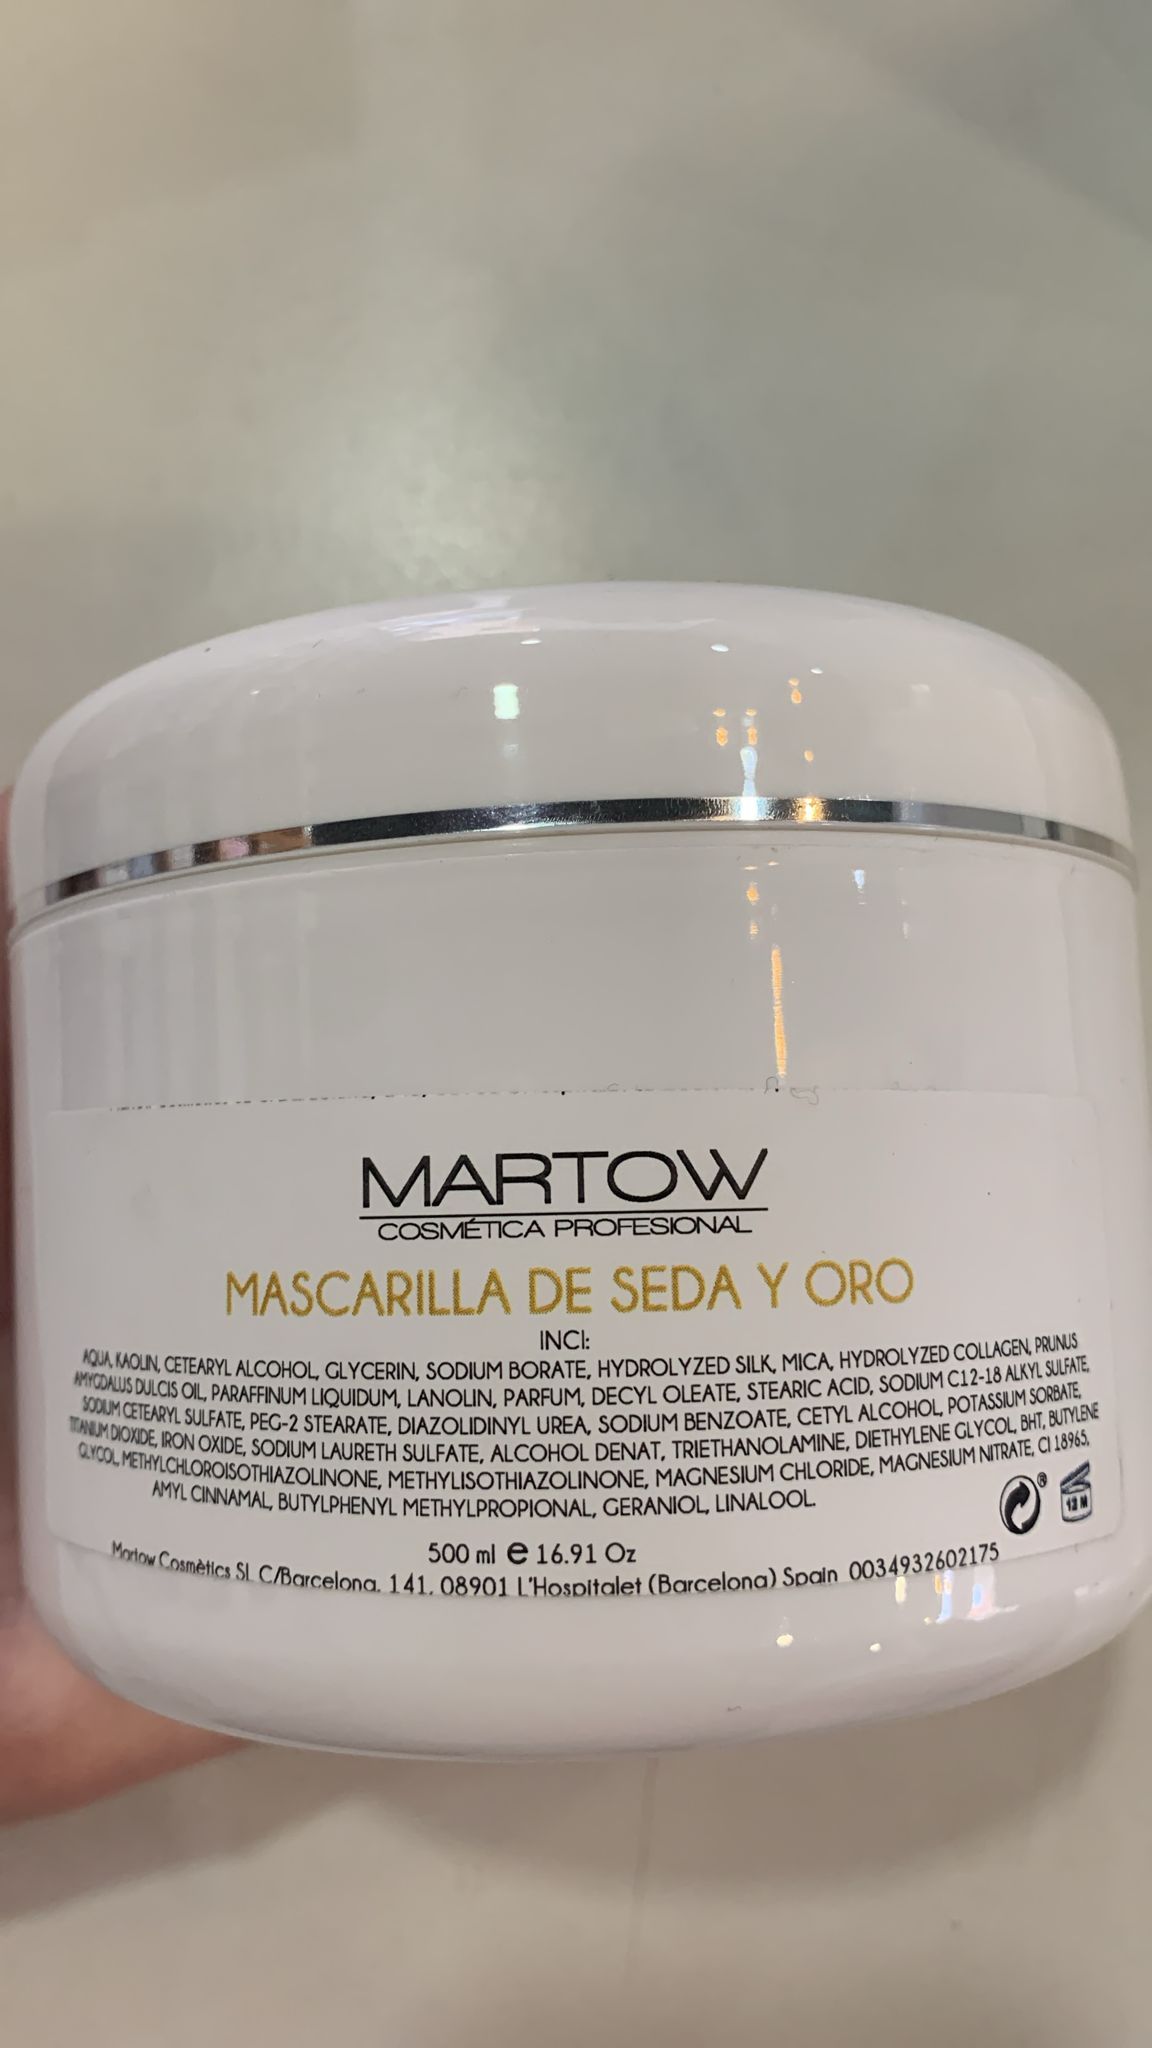 MARTOW
COSMÉTICA PROFESIONAL
MASCARILLA DE SEDA Y ORO
INCI:
AQUA, KAOLIN, CETEARYL ALCOHOL, GLYCERIN, SODIUM BORATE, HYDROLYZED SILK, MICA, HYDROLYZED COLLAGEN, PRUNUS
AMYGDALUS DULCIS OIL, PARAFFINUM LIQUIDUM, LANOLIN, PARFUM, DECYL OLEATE, STEARIC ACID, SODIUM C12-18 ALKYL SULFATE,
SODIUM CETEARYL SULFATE, PEG-2 STEARATE, DIAZOLIDINYL UREA, SODIUM BENZOATE, CETYL ALCOHOL, POTASSIUM SORBATE,
TITANIUM DIOXIDE, IRON OXIDE, SODIUM LAURETH SULFATE, ALCOHOL DENAT, TRIETHANOLAMINE, DIETHYLENE GLYCOL, BHT, BUTYLENE
GLYCOL, METHYLCHLOROISOTHIAZOLINONE, METHYLISOTHIAZOLINONE, MAGNESIUM CHLORIDE, MAGNESIUM NITRATE, CI 18965,
AMYL CINNAMAL, BUTYLPHENYL METHYLPROPIONAL, GERANIOL, LINALOOL.
12 M
500 ml e 16.91 Oz
Martow Cosmètics SL C/Barcelona, 141, 08901 L'Hospitalet (Barcelona) Spain 0034932602175